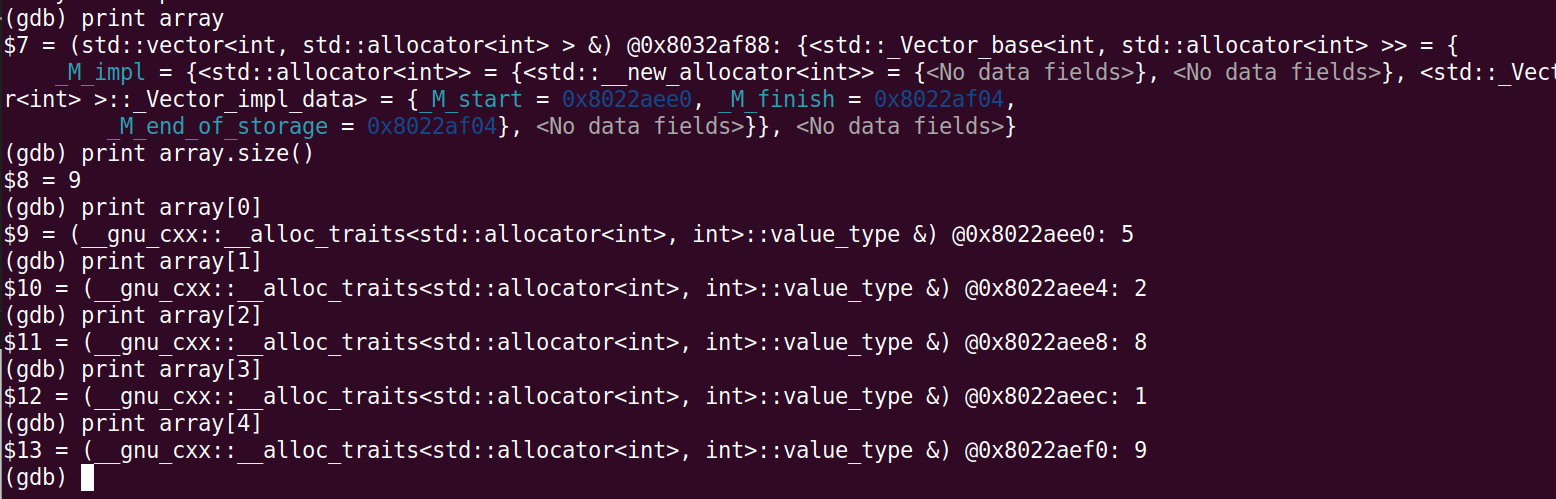 (gdb) print array
$7 = (std::vector<int, std::allocator<int> > &) @0x8032af88: {<std::_Vector_base<int, std::allocator<int> >> = {
    _M_impl = {<std::allocator<int>> = {<std::__new_allocator<int>> = {<No data fields>}, <No data fields>}, <std::_Vect
r<int> >::_Vector_impl_data> = {_M_start = 0x8022aee0, _M_finish = 0x8022af04,
        _M_end_of_storage = 0x8022af04}, <No data fields>}}, <No data fields>}
(gdb) print array.size()
$8 = 9
(gdb) print array[0]
$9 = (__gnu_cxx::__alloc_traits<std::allocator<int>, int>::value_type &) @0x8022aee0: 5
(gdb) print array[1]
$10 = (__gnu_cxx::__alloc_traits<std::allocator<int>, int>::value_type &) @0x8022aee4: 2
(gdb) print array[2]
$11 = (__gnu_cxx::__alloc_traits<std::allocator<int>, int>::value_type &) @0x8022aee8: 8
(gdb) print array[3]
$12 = (__gnu_cxx::__alloc_traits<std::allocator<int>, int>::value_type &) @0x8022aeec: 1
(gdb) print array[4]
$13 = (__gnu_cxx::__alloc_traits<std::allocator<int>, int>::value_type &) @0x8022aef0: 9
(gdb)